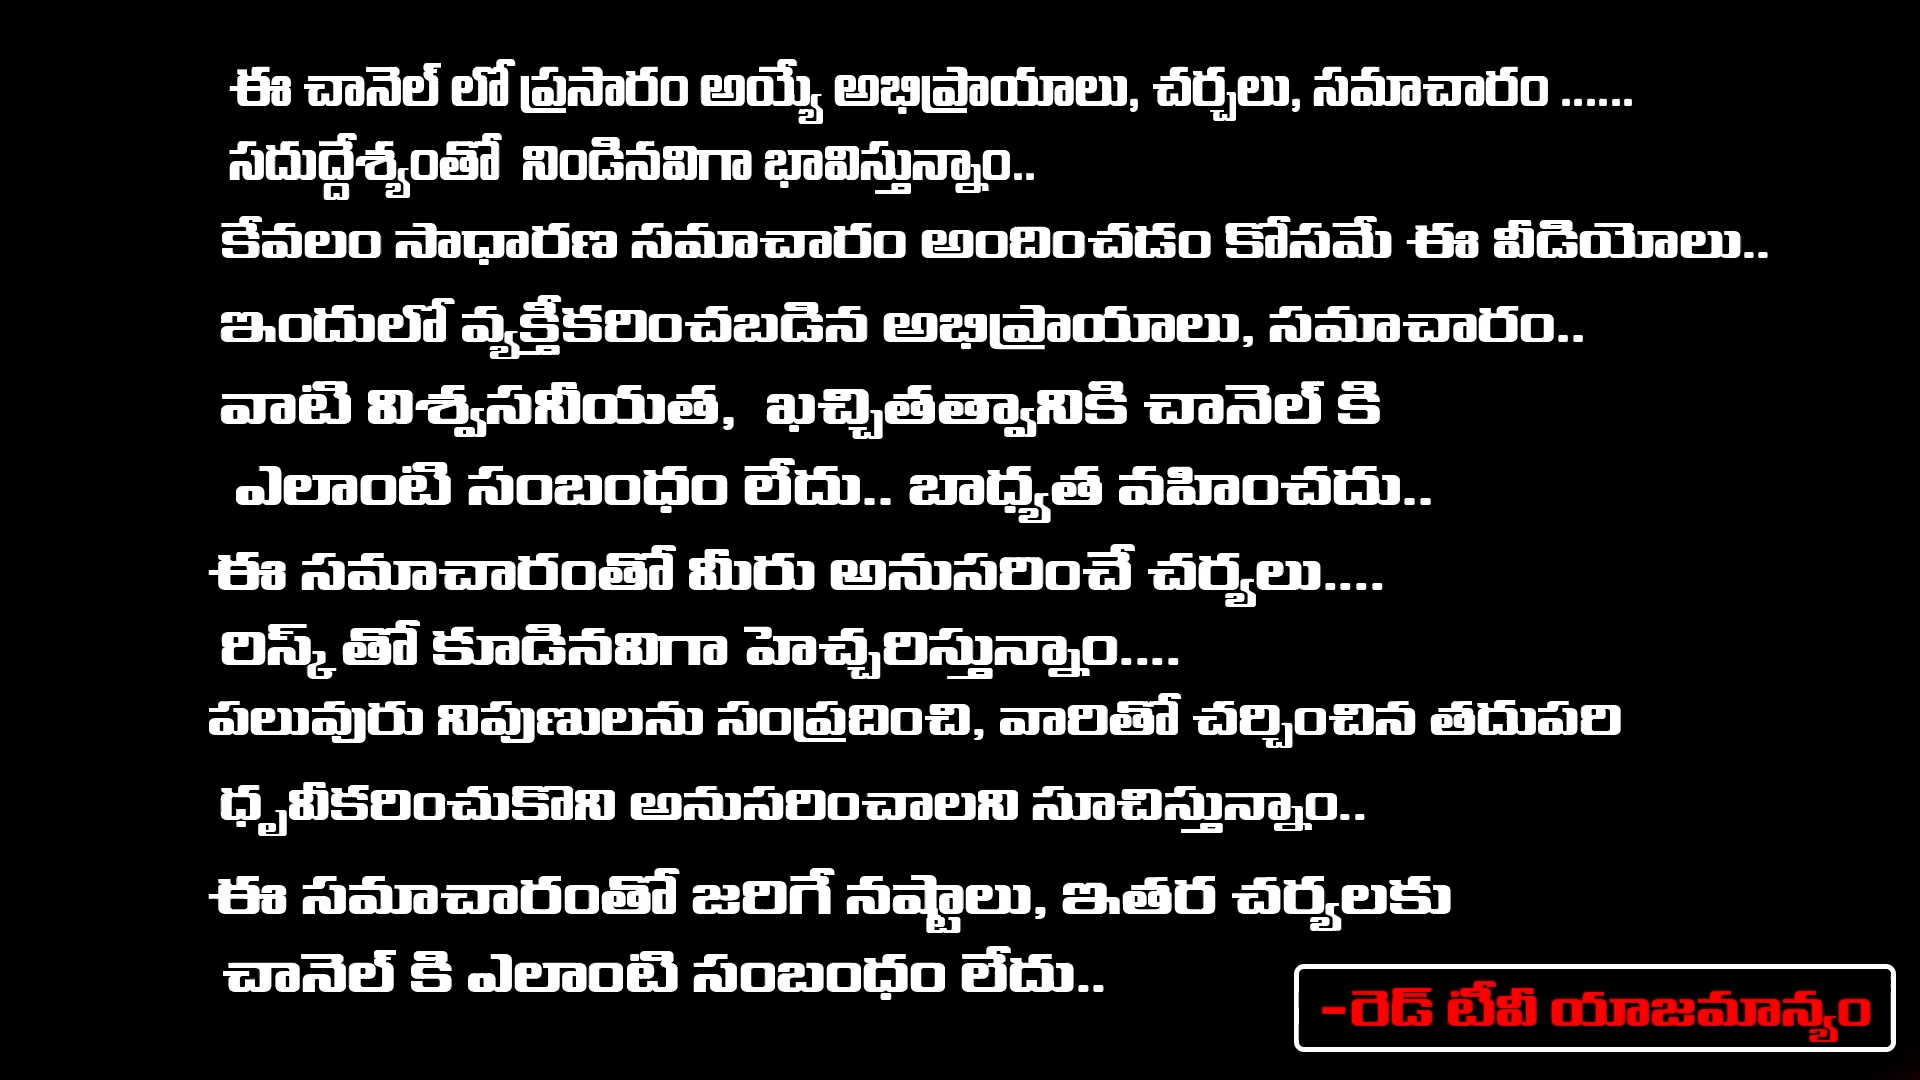 ఈ చానెల్ లో ప్రసారం అయ్యే అభిప్రాయాలు, చర్చలు, సమాచారం ......
సదుద్దేశ్యంతో నిండినవిగా భావిస్తున్నాం..
కేవలం సాధారణ సమాచారం అందించడం కోసమే ఈ వీడియోలు..
ఇందులో వ్యక్తీకరించబడిన అభిప్రాయాలు, సమాచారం..
వాటి విశ్వసనీయత, ఖచ్చితత్వానికి చానెల్ కి
ఎలాంటి సంబంధం లేదు.. బాధ్యత వహించదు..
ఈ సమాచారంతో మీరు అనుసరించే చర్యలు....
రిస్క్ తో కూడినవిగా హెచ్చరిస్తున్నాం....
పలువురు నిపుణులను సంప్రదించి, వారితో చర్చించిన తదుపరి
ధృవీకరించుకొని అనుసరించాలని సూచిస్తున్నాం..
ఈ సమాచారంతో జరిగే నష్టాలు, ఇతర చర్యలకు
చానెల్ కి ఎలాంటి సంబంధం లేదు..
-రెడ్ టీవీ యాజమాన్యం